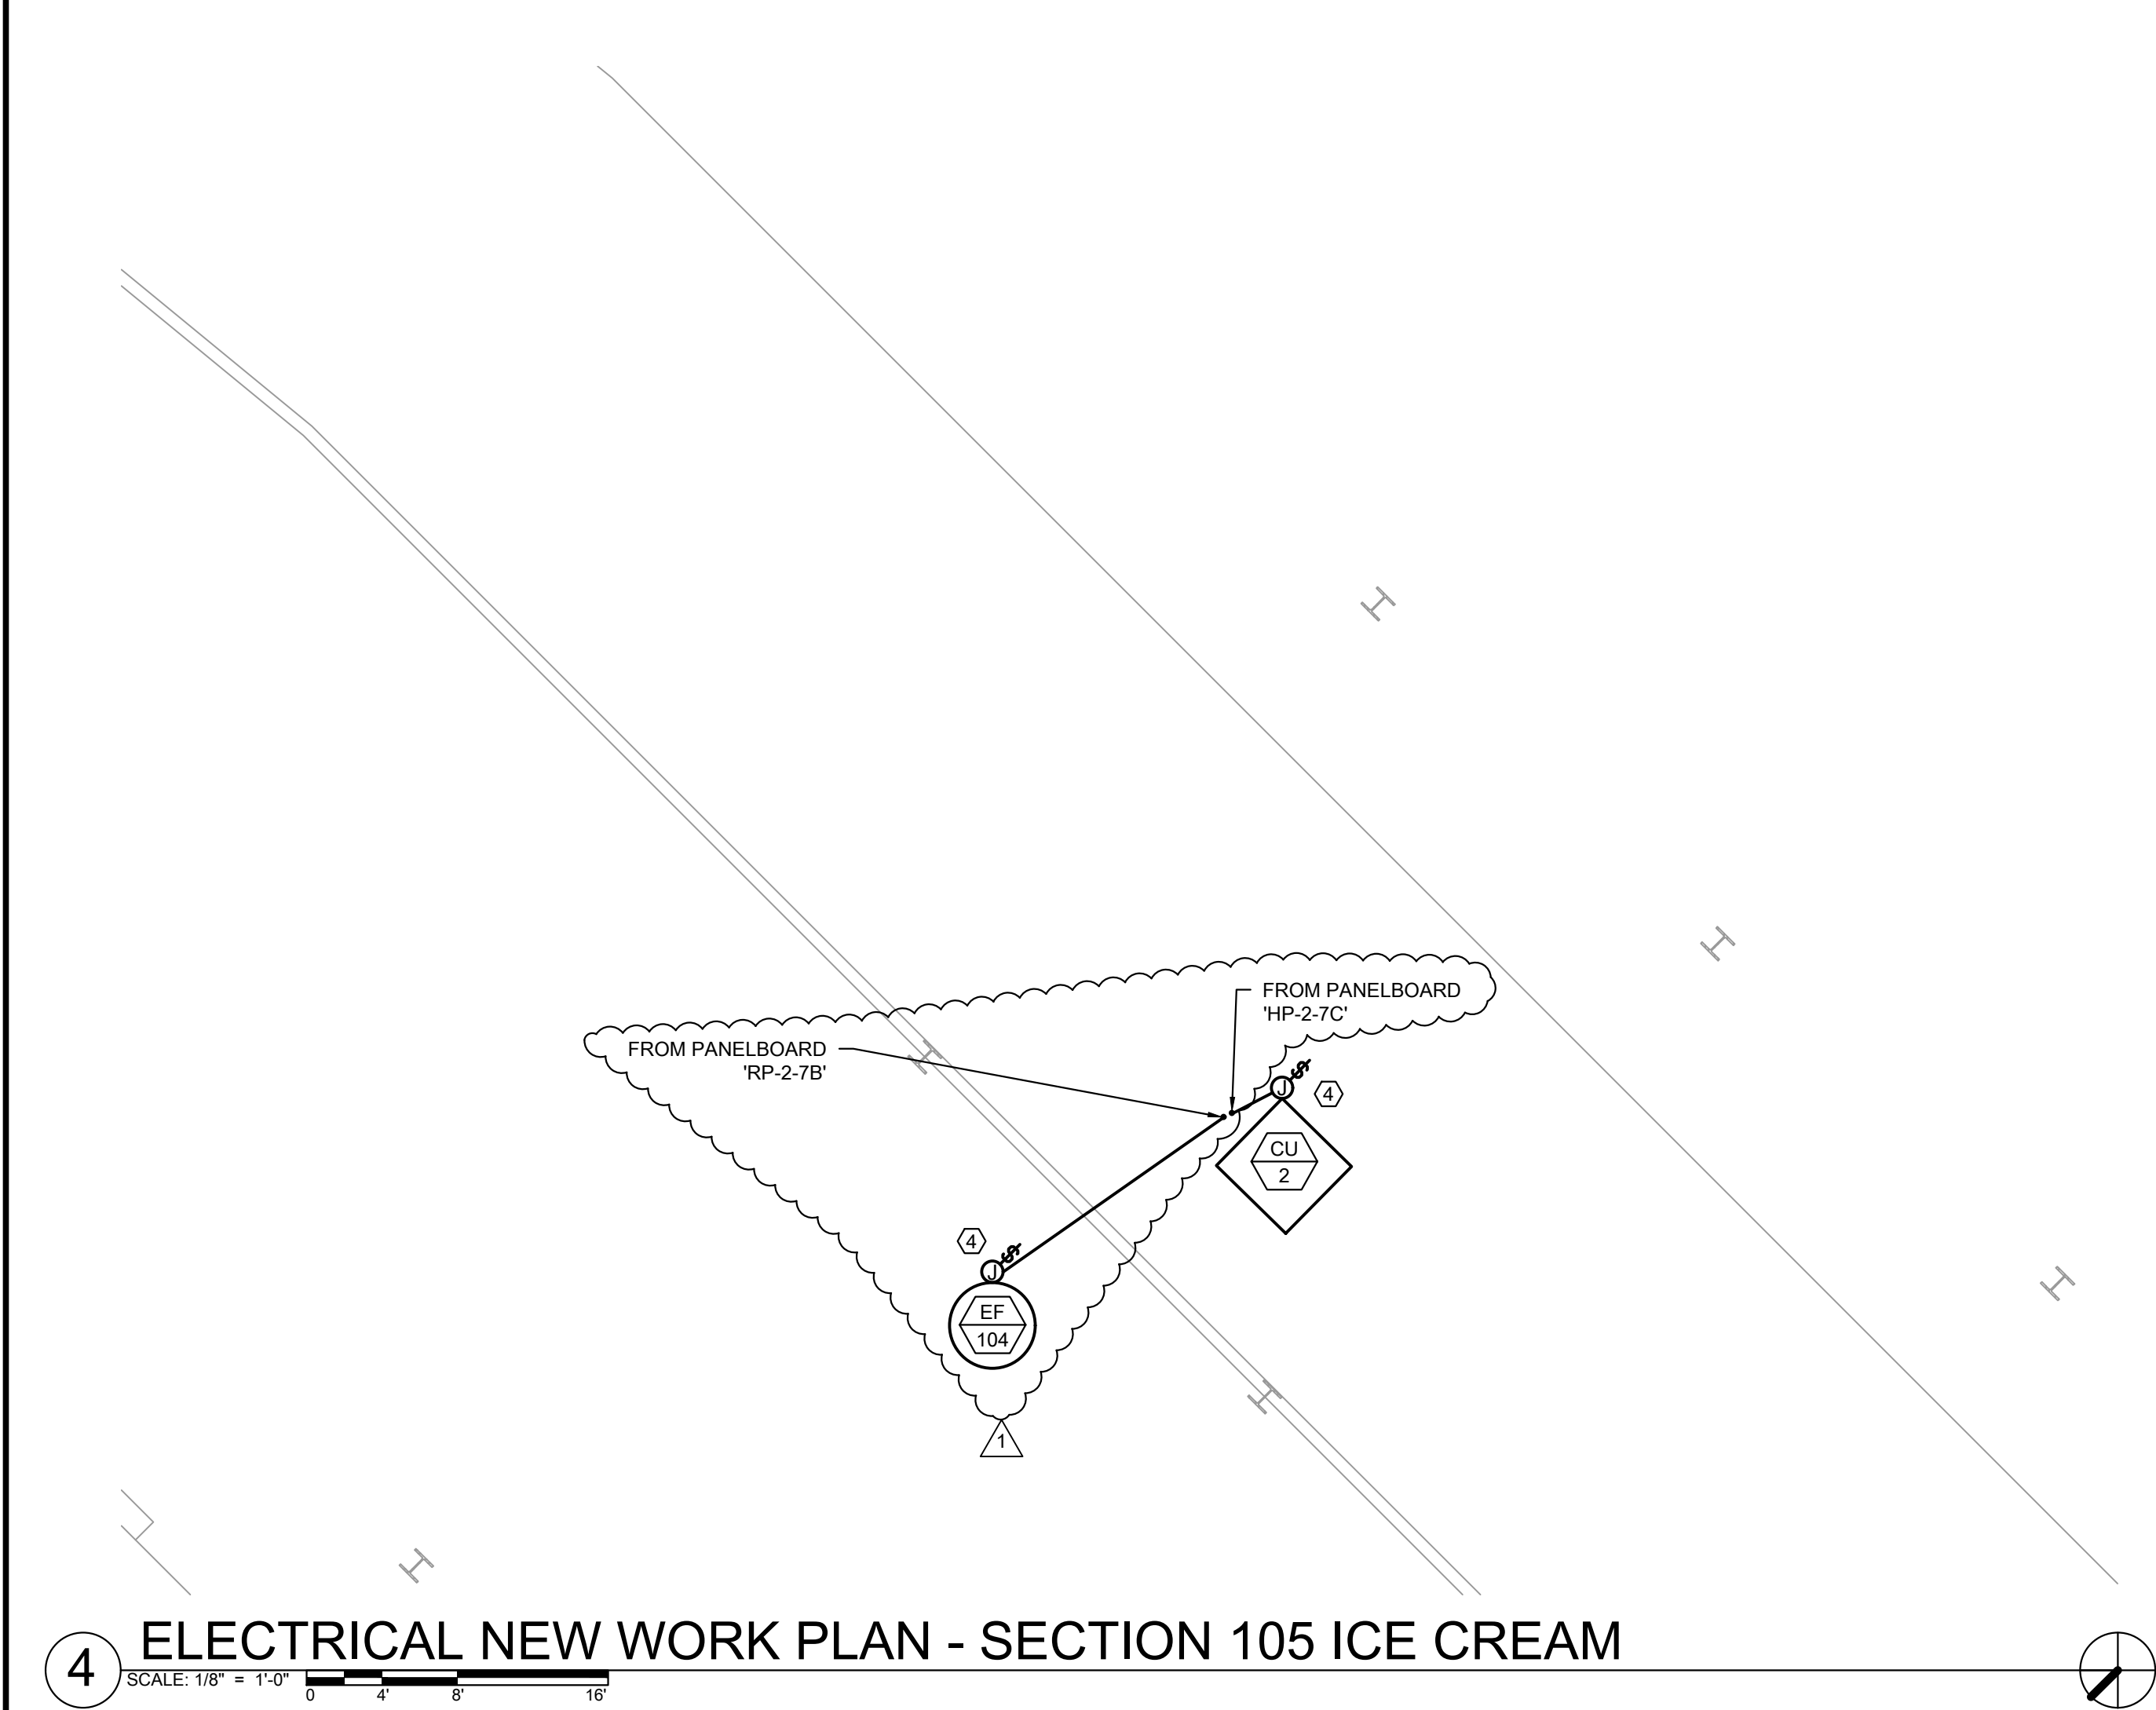 FROM PANELBOARD
'HP-2-7C'
FROM PANELBOARD
'RP-2-7B'
J
$
4
CU
2
4
$
J
EF
104
1
4
ELECTRICAL NEW WORK PLAN - SECTION 105 ICE CREAM
SCALE: 1/8" = 1'-0"
0 4' 8' 16'